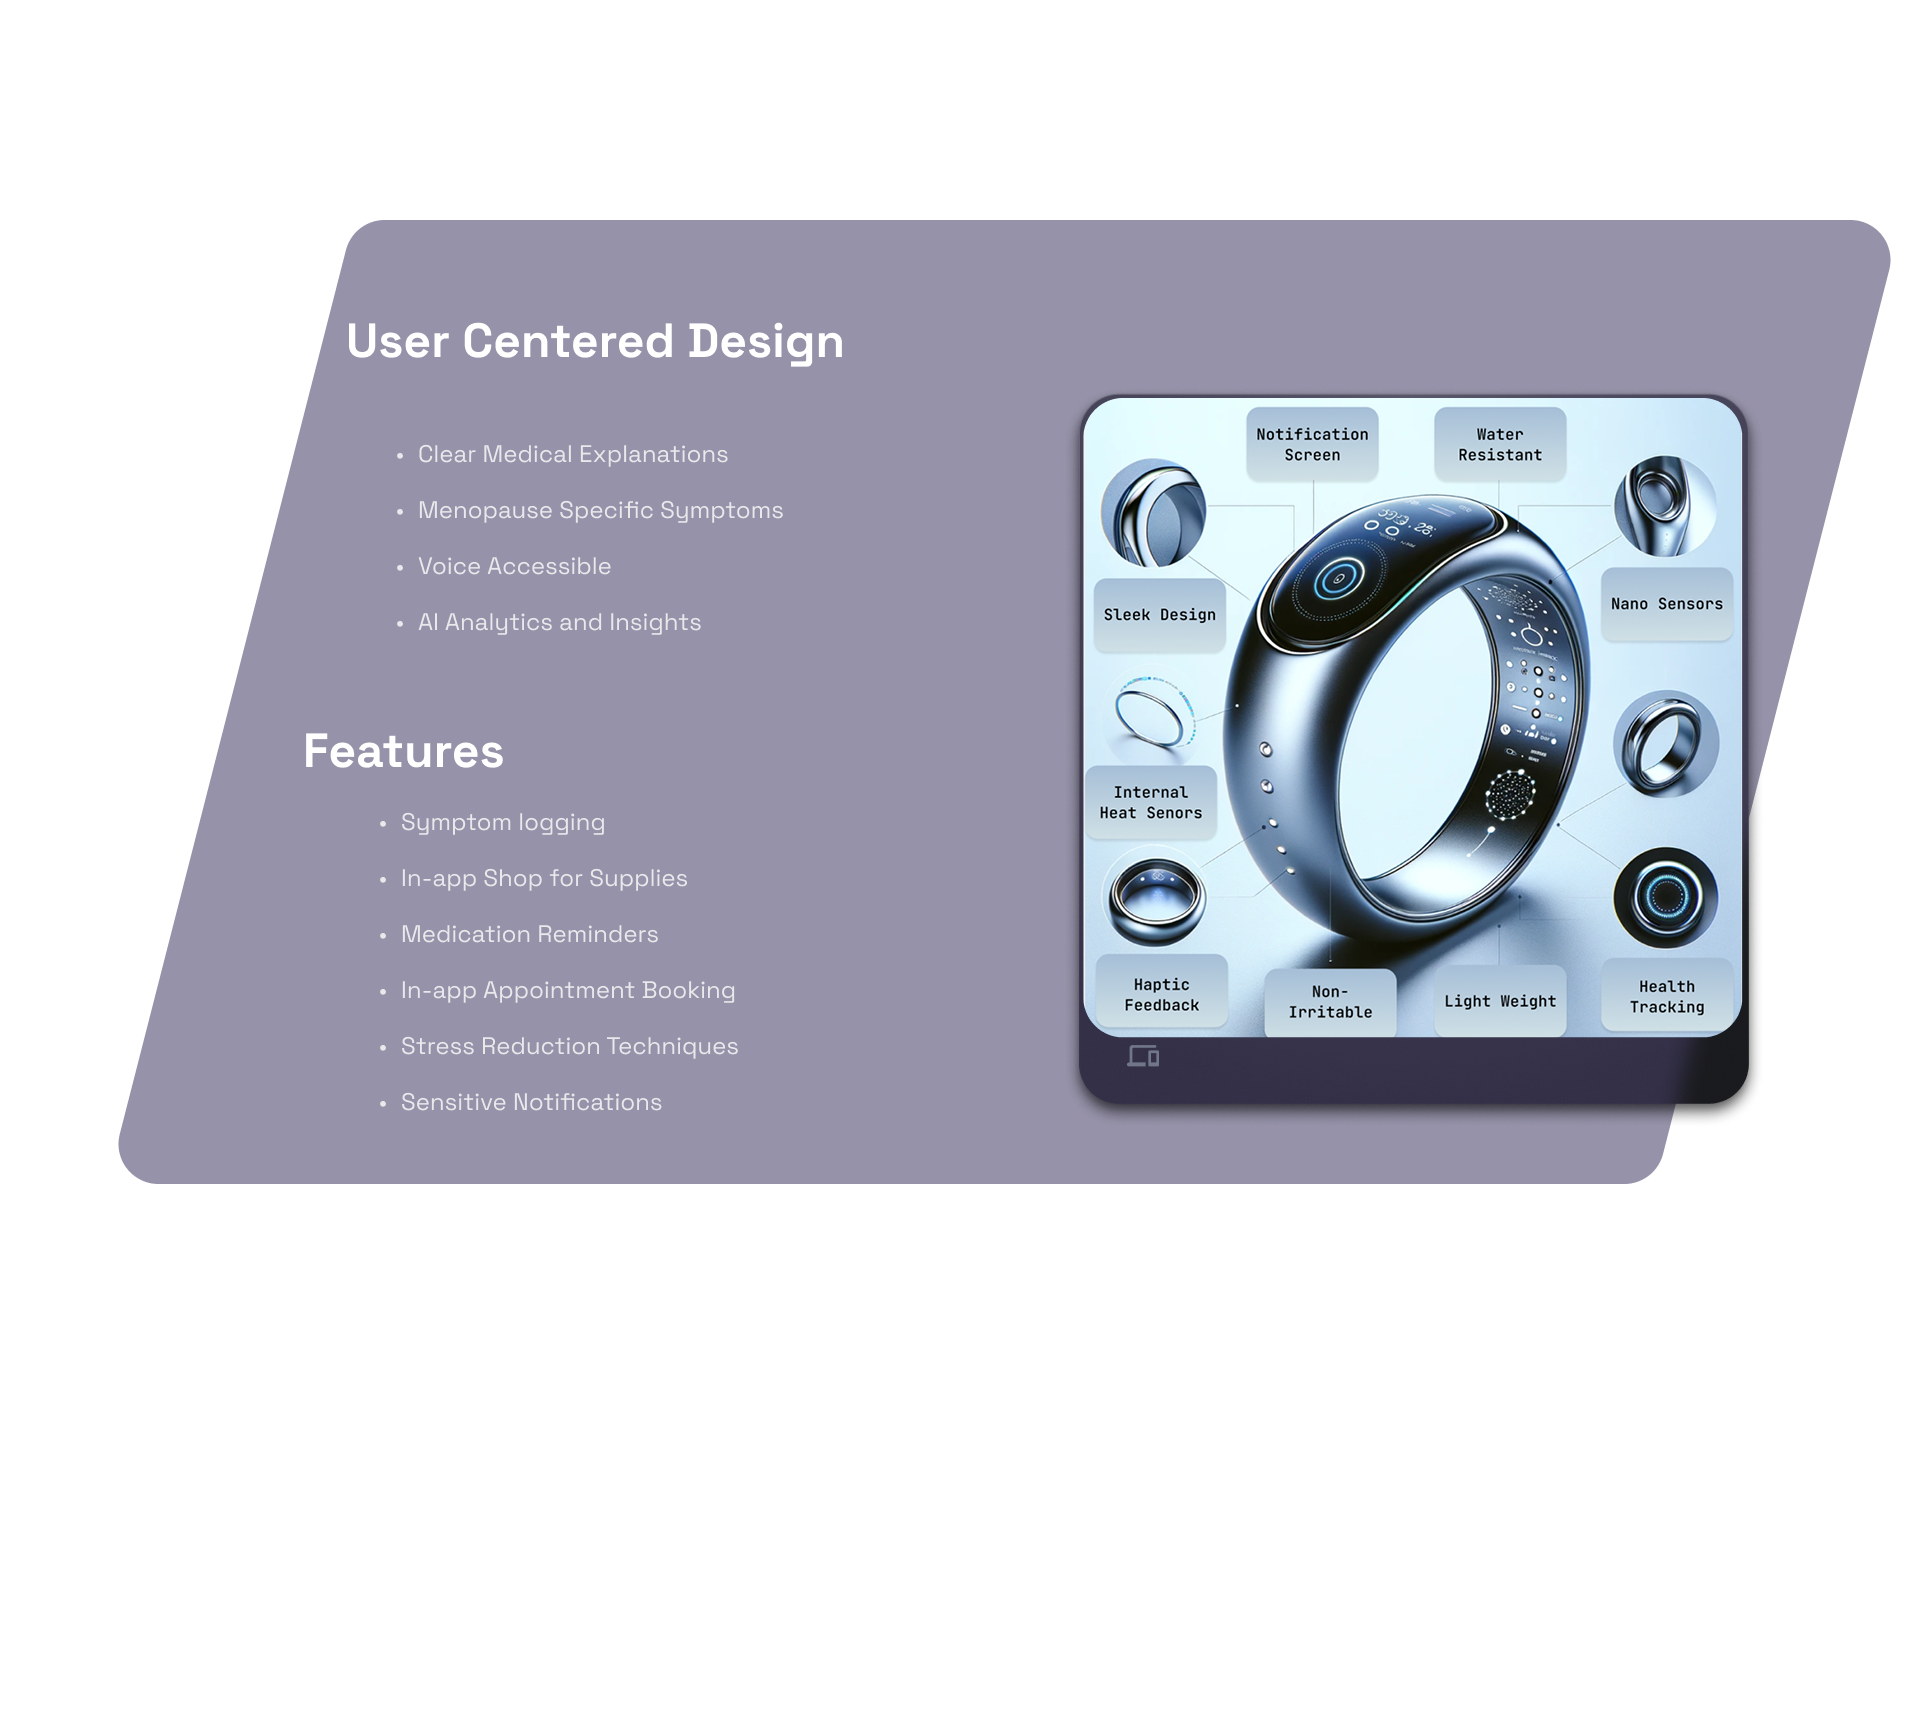 User Centered Design
• Clear Medical Explanations
• Menopause Specific Symptoms
• Voice Accessible
• AI Analytics and Insights
Features
• Symptom logging
• In-app Shop for Supplies
• Medication Reminders
• In-app Appointment Booking
• Stress Reduction Techniques
• Sensitive Notifications
Notification
Screen
Water
Resistant
Sleek Design
Nano Sensors
Internal
Heat Senors
Haptic
Feedback
Non-
Irritable
Light Weight
Health
Tracking